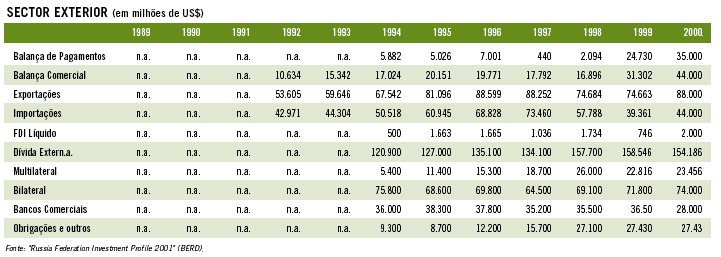 SECTOR EXTERIOR (em milhões de US$)
1989 1990 1991 1992 1993 1994 1995 1996 1997 1998 1999 2000
Balança de Pagamentos n.a. n.a. n.a. n.a. n.a. 5.882 5.026 7.001 440 2.094 24.730 35.000
Balança Comercial n.a. n.a. n.a. 10.634 15.342 17.024 20.151 19.771 17.792 16.896 31.302 44.000
Exportações n.a. n.a. n.a. 53.605 59.646 67.542 81.096 88.599 88.252 74.684 74.663 88.000
Importações n.a. n.a. n.a. 42.971 44.304 50.518 60.945 68.828 73.460 57.788 39.361 44.000
FDI Líquido n.a. n.a. n.a. n.a. n.a. 500 1.663 1.665 1.036 1.734 746 2.000
Dívida Extern.a. n.a. n.a. n.a. n.a. n.a. 120.900 127.000 135.100 134.100 157.700 158.546 154.186
Multilateral n.a. n.a. n.a. n.a. n.a. 5.400 11.400 15.300 18.700 26.000 22.816 23.456
Bilateral n.a. n.a. n.a. n.a. n.a. 75.800 68.600 69.800 64.500 69.100 71.800 74.000
Bancos Comerciais n.a. n.a. n.a. n.a. n.a. 36.000 38.300 37.800 35.200 35.500 36.50 28.000
Obrigações e outros n.a. n.a. n.a. n.a. n.a. 9.300 8.700 12.200 15.700 27.100 27.430 27.43
Fonte: "Russia Federation Investment Profile 2001" (BERD),